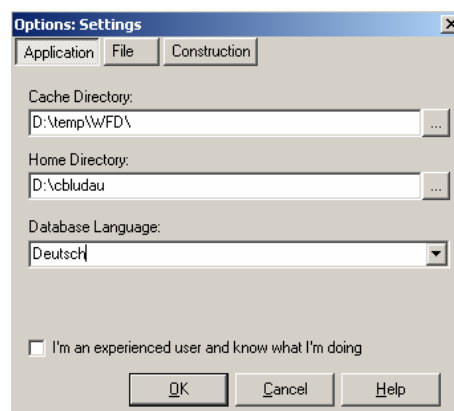 Options: Settings
Application File Construction
Cache Directory:
D:\temp\WFD\
...
Home Directory:
D:\cbludau
...
Database Language:
Deutsch
I'm an experienced user and know what I'm doing
OK Cancel Help